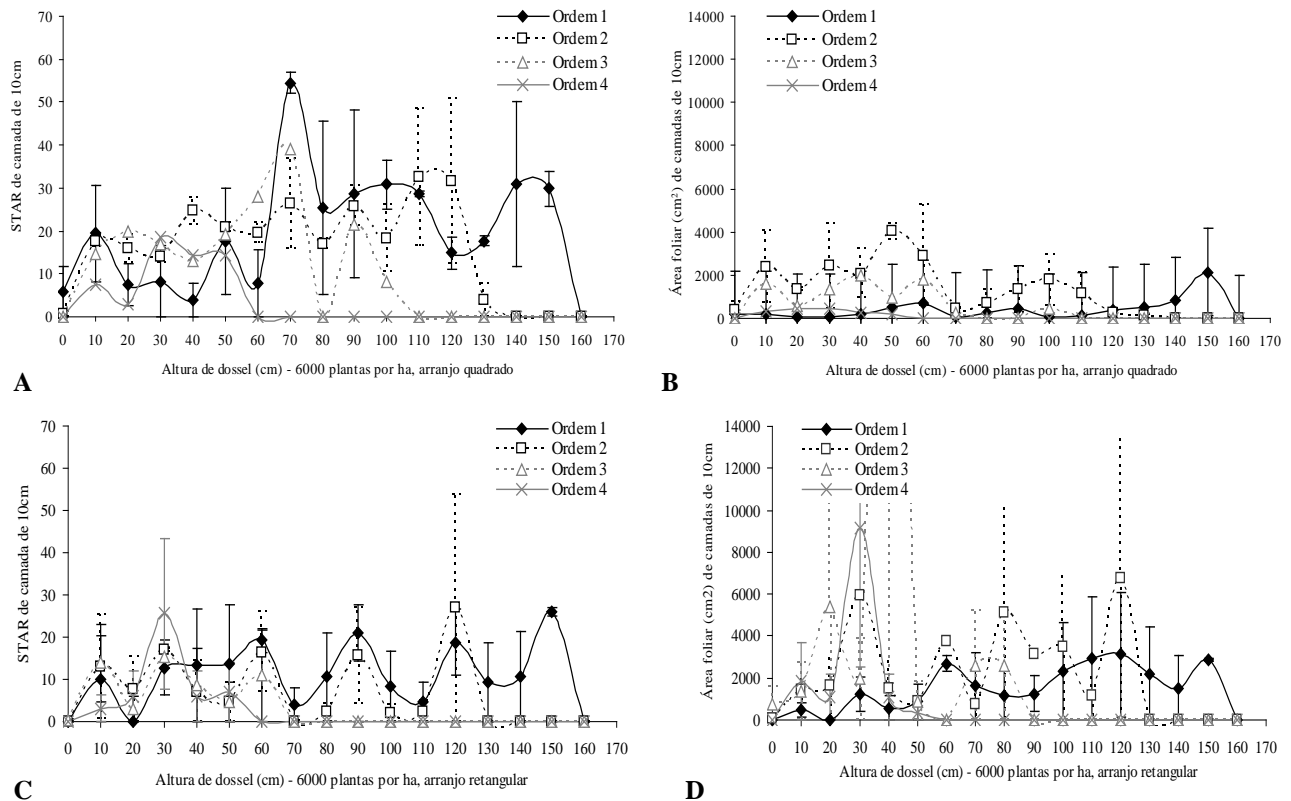 70
60
50
40
30
20
10
0
STAR de camada de 10cm
Ordem 1
Ordem 2
Ordem 3
Ordem 4
0 10 20 30 40 50 60 70 80 90 100 110 120 130 140 150 160 170
Altura de dossel (cm) - 6000 plantas por ha, arranjo quadrado
A
14000
12000
10000
8000
6000
4000
2000
0
Área foliar (cm²) de camadas de 10cm
Ordem 1
Ordem 2
Ordem 3
Ordem 4
0 10 20 30 40 50 60 70 80 90 100 110 120 130 140 150 160 170
Altura de dossel (cm) - 6000 plantas por ha, arranjo quadrado
B
70
60
50
40
30
20
10
0
STAR de camada de 10cm
Ordem 1
Ordem 2
Ordem 3
Ordem 4
0 10 20 30 40 50 60 70 80 90 100 110 120 130 140 150 160 170
Altura de dossel (cm) - 6000 plantas por ha, arranjo retangular
C
14000
12000
10000
8000
6000
4000
2000
0
Área foliar (cm2) de camadas de 10cm
Ordem 1
Ordem 2
Ordem 3
Ordem 4
0 10 20 30 40 50 60 70 80 90 100 110 120 130 140 150 160 170
Altura de dossel (cm) - 6000 plantas por ha, arranjo retangular
D